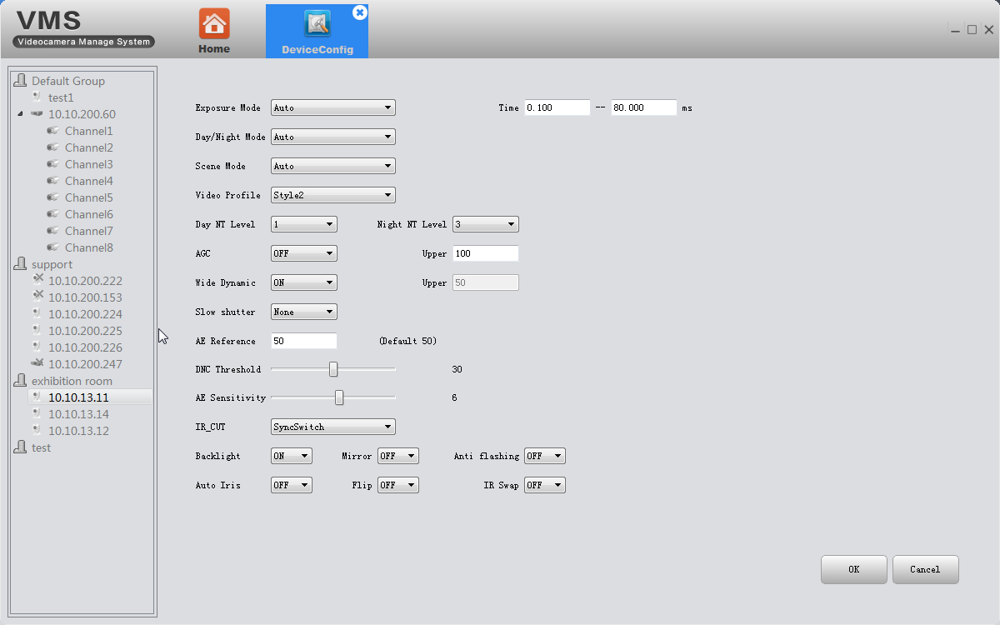 VMS
Videocamera Manage System
Home
DeviceConfig
Default Group
test1
10.10.200.60
Channel1
Channel2
Channel3
Channel4
Channel5
Channel6
Channel7
Channel8
support
10.10.200.222
10.10.200.153
10.10.200.224
10.10.200.225
10.10.200.226
10.10.200.247
exhibition room
10.10.13.11
10.10.13.14
10.10.13.12
test
Exposure Mode Auto Time 0.100 -- 80.000 ms
Day/Night Mode Auto
Scene Mode Auto
Video Profile Style2
Day NT Level 1 Night NT Level 3
AGC OFF Upper 100
Wide Dynamic ON Upper 50
Slow shutter None
AE Reference 50 (Default 50)
DNC Threshold 30
AE Sensitivity 6
IR_CUT SyncSwitch
Backlight ON Mirror OFF Anti flashing OFF
Auto Iris OFF Flip OFF IR Swap OFF
OK Cancel